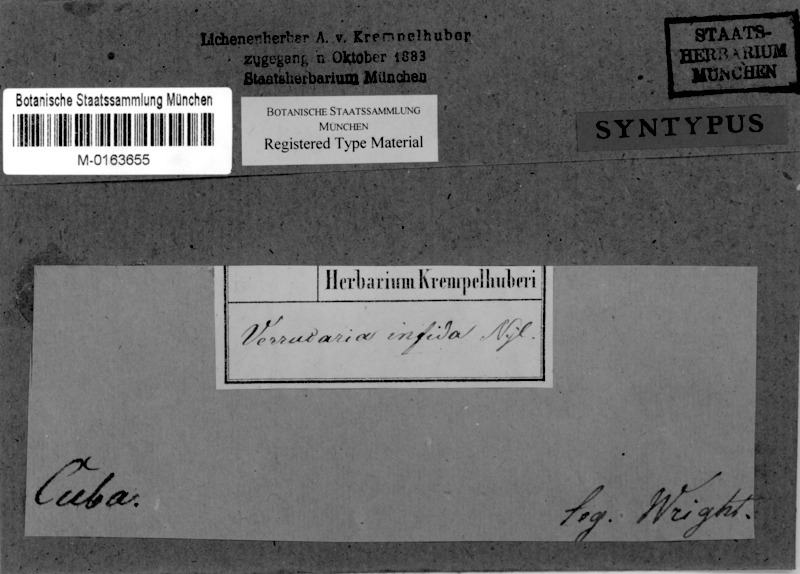 Lichenenherbar A. v. Krempelhuber
zugegang n Oktober 1883
Staatsherbarium München
STAATS-
HERBARIUM
MÜNCHEN
Botanische Staatssammlung München
M-0163655
BOTANISCHE STAATSSAMMLUNG
MÜNCHEN
Registered Type Material
SYNTYPUS
Herbarium Krempelhuberi
Verrucaria infida Nyl.
Cuba.
leg. Wright.